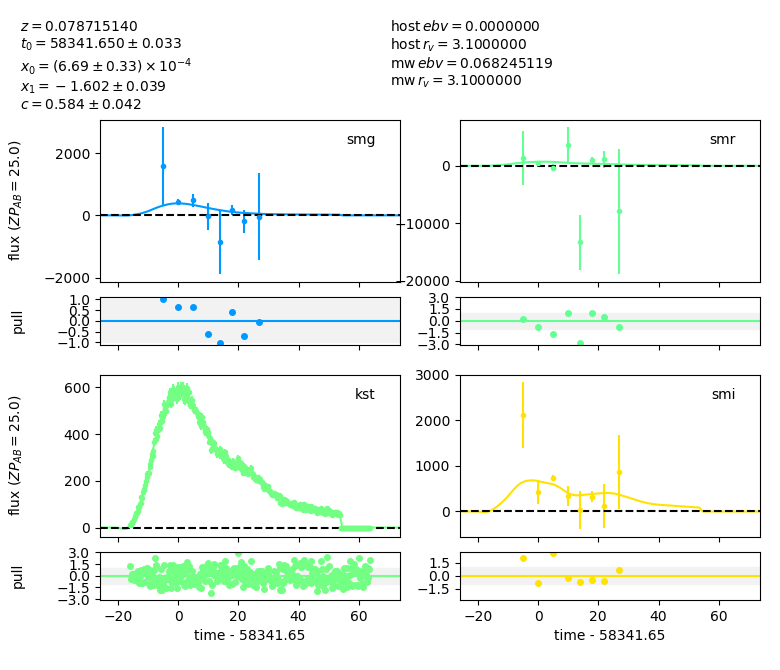 z = 0.078715140
t₀ = 58341.650 ± 0.033
x₀ = (6.69 ± 0.33) × 10⁻⁴
x₁ = −1.602 ± 0.039
c = 0.584 ± 0.042
host ebv = 0.0000000
host r_v = 3.1000000
mw ebv = 0.068245119
mw r_v = 3.1000000
smg
flux (ZP_AB = 25.0)
2000
0
−2000
smr
0
−10000
−20000
pull
1.0
0.5
0.0
−0.5
−1.0
3.0
1.5
0.0
−1.5
−3.0
kst
flux (ZP_AB = 25.0)
600
400
200
0
smi
3000
2000
1000
0
pull
3.0
1.5
0.0
−1.5
−3.0
−20 0 20 40 60
time - 58341.65
1.5
0.0
−1.5
−20 0 20 40 60
time - 58341.65